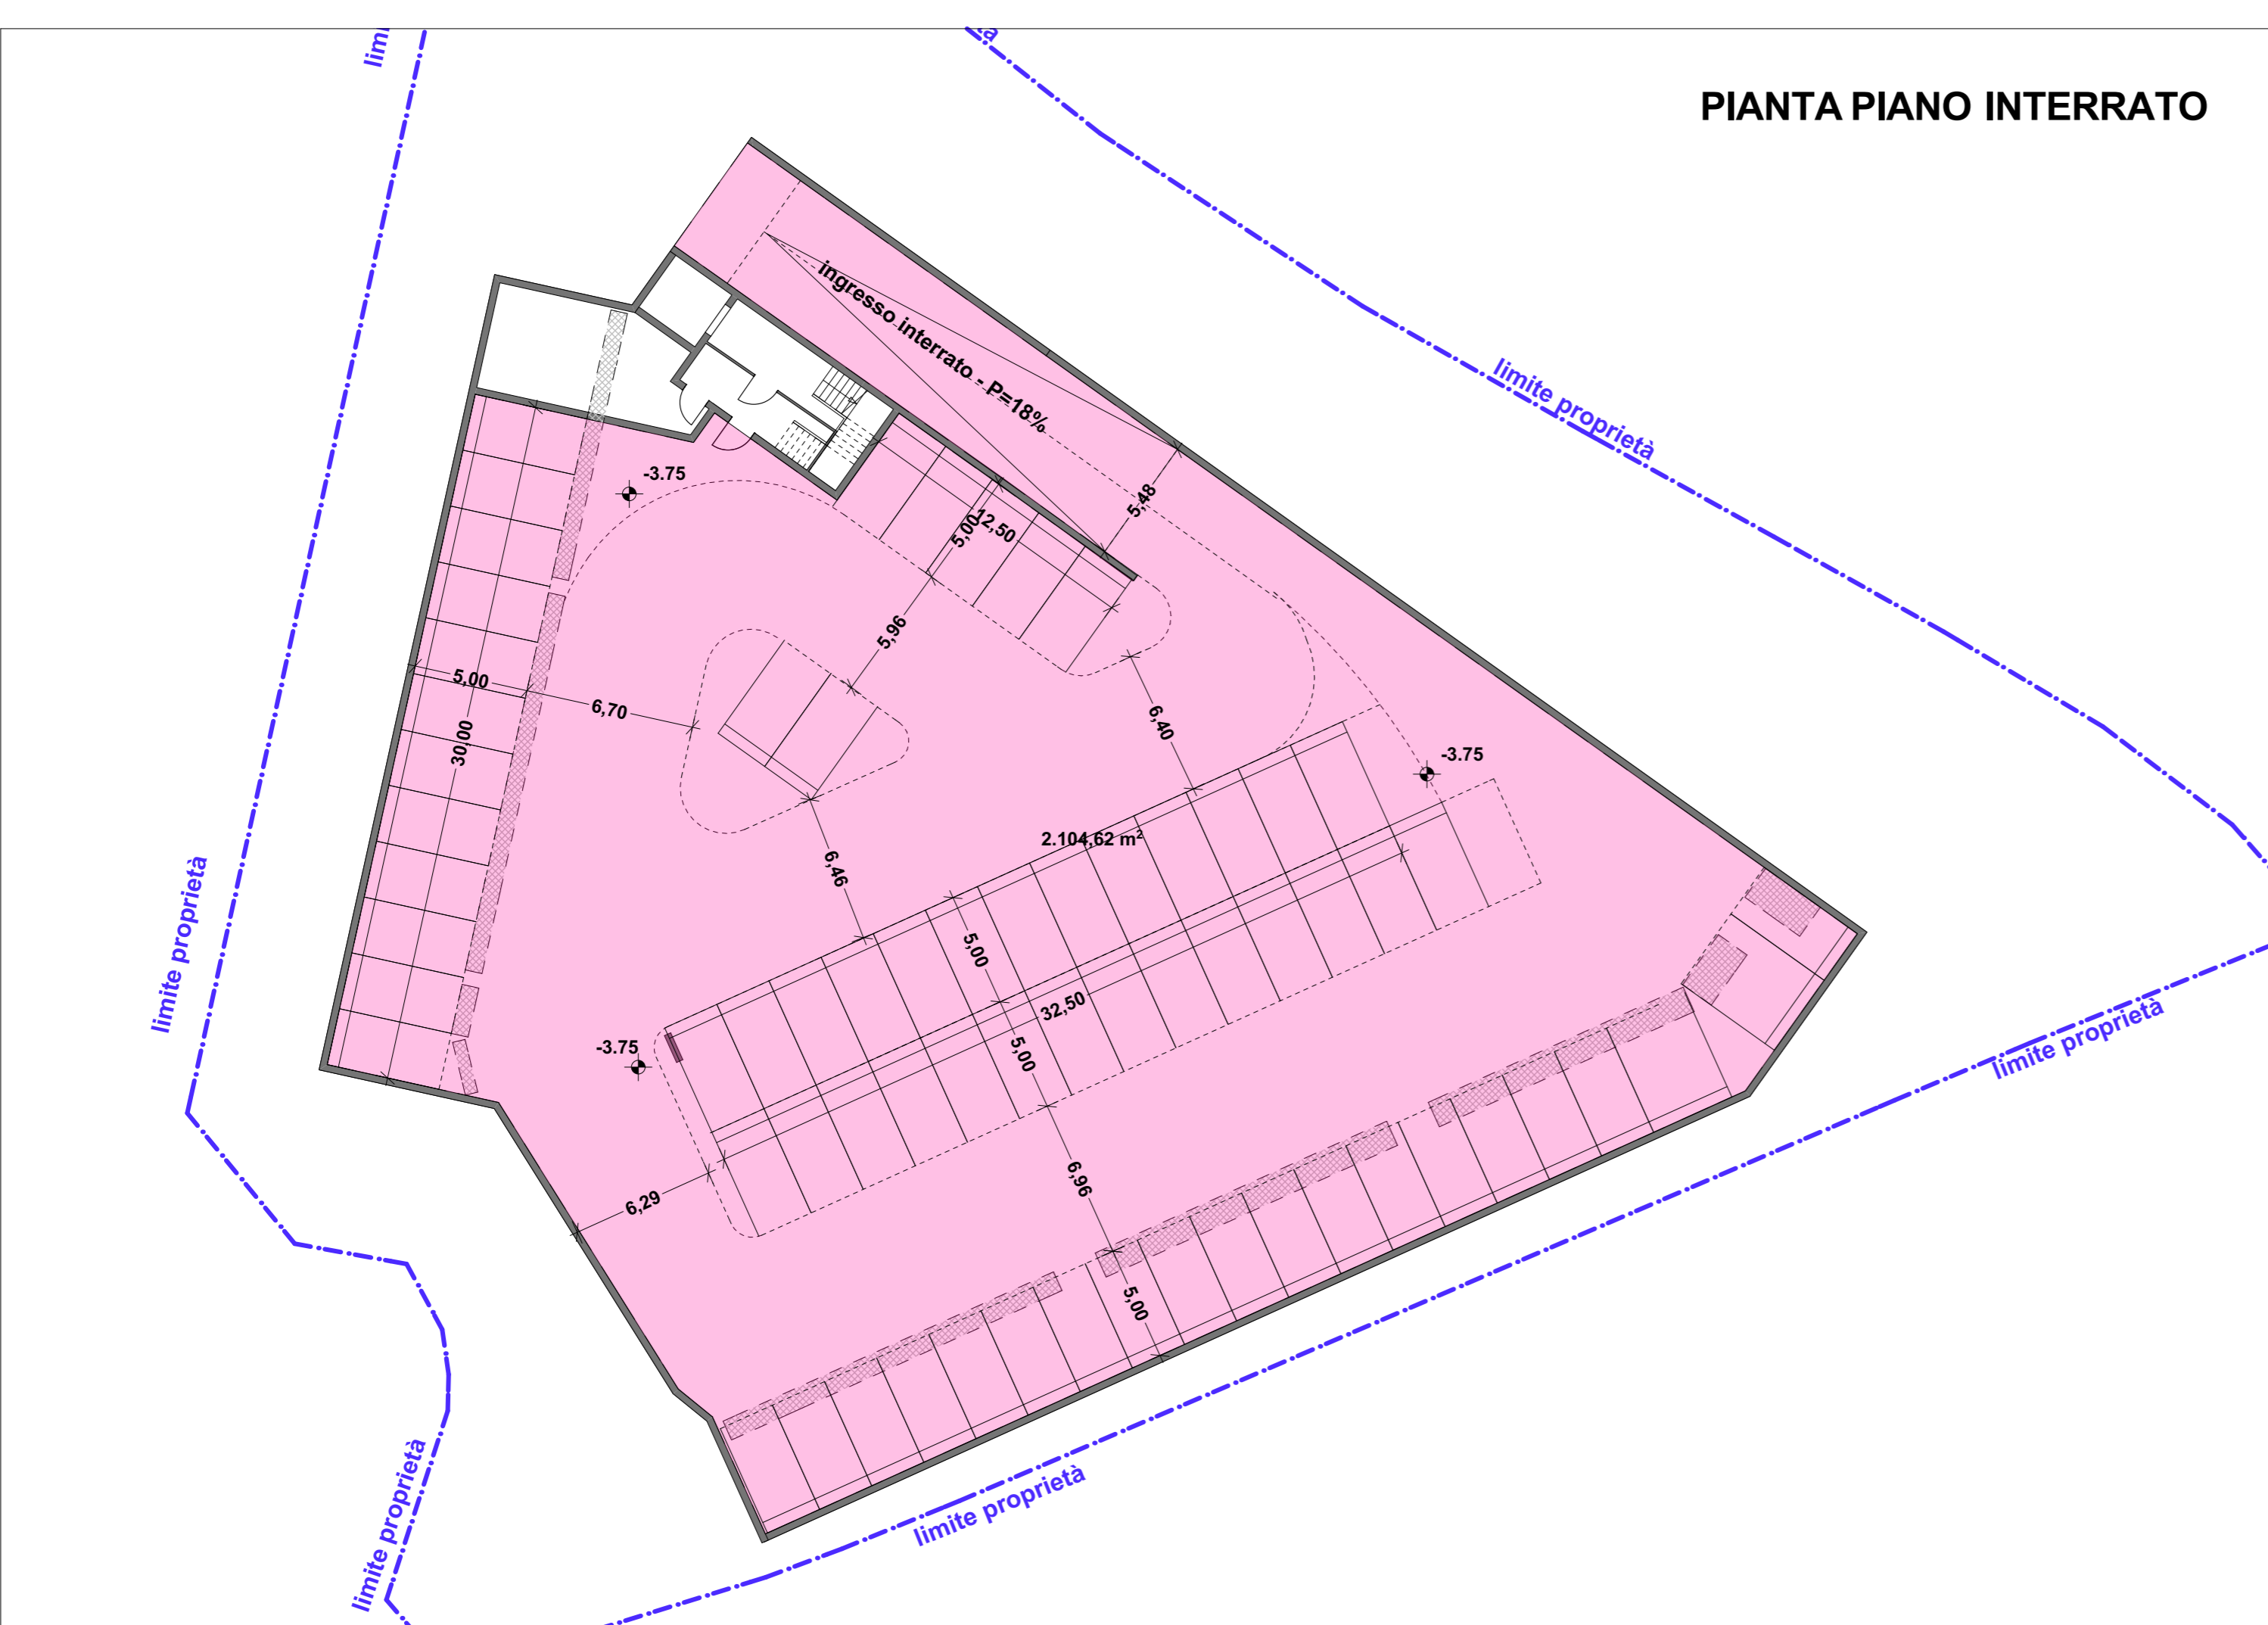 limi
tà
PIANTA PIANO INTERRATO
ingresso interrato - P=18%
limite proprietà
-3.75
5,48
12,50
5,00
5,96
5,00
6,70
30,00
6,40
-3.75
2.104,62 m²
6,46
limite proprietà
5,00
32,50
5,00
-3.75
limite proprietà
6,96
6,29
5,00
limite proprietà
limite proprietà